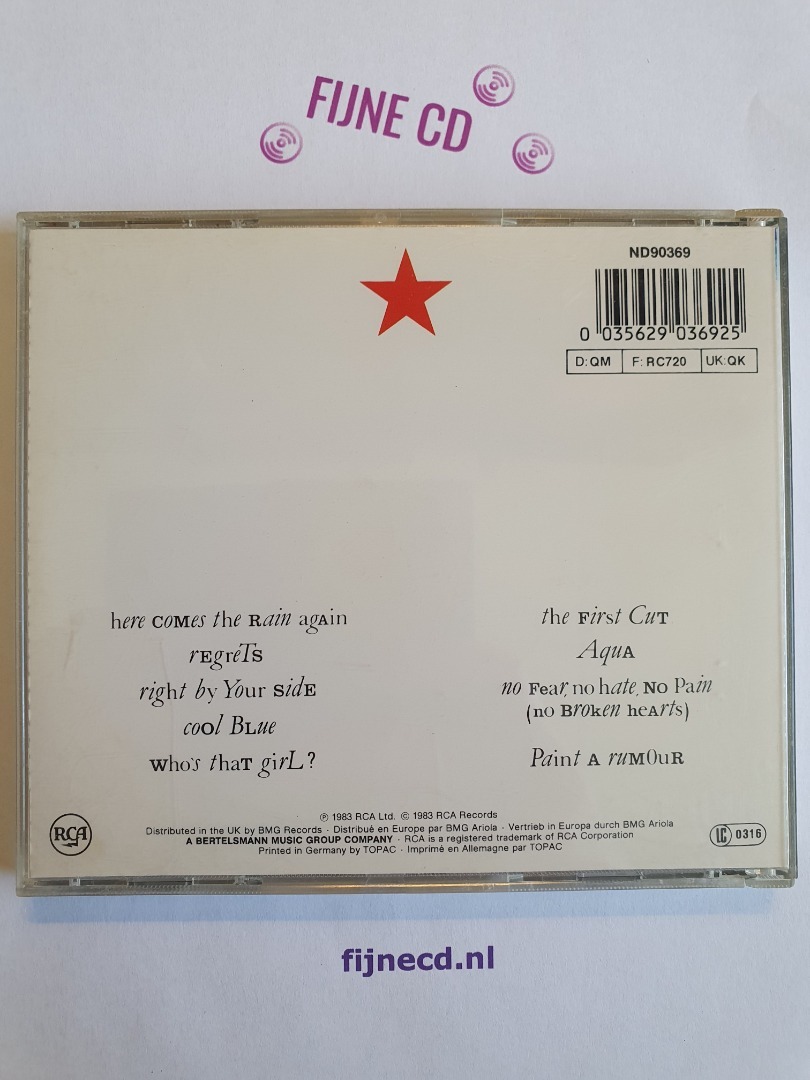 FIJNE CD
ND90369
0 035629 036925
D:QM F: RC720 UK:QK
here COMes the Rain agAin
rEgréTS
right by Your SIdE
coOl BLue
Who's thaT girL?
the First CuT
AquA
no Fear, no hate, NO Pain
(no Broken heArts)
Paint A ruMOuR
℗ 1983 RCA Ltd. © 1983 RCA Records
Distributed in the UK by BMG Records · Distribué en Europe par BMG Ariola · Vertrieb in Europa durch BMG Ariola
A BERTELSMANN MUSIC GROUP COMPANY · RCA is a registered trademark of RCA Corporation
Printed in Germany by TOPAC · Imprimé en Allemagne par TOPAC
RCA
LC 0316
fijnecd.nl